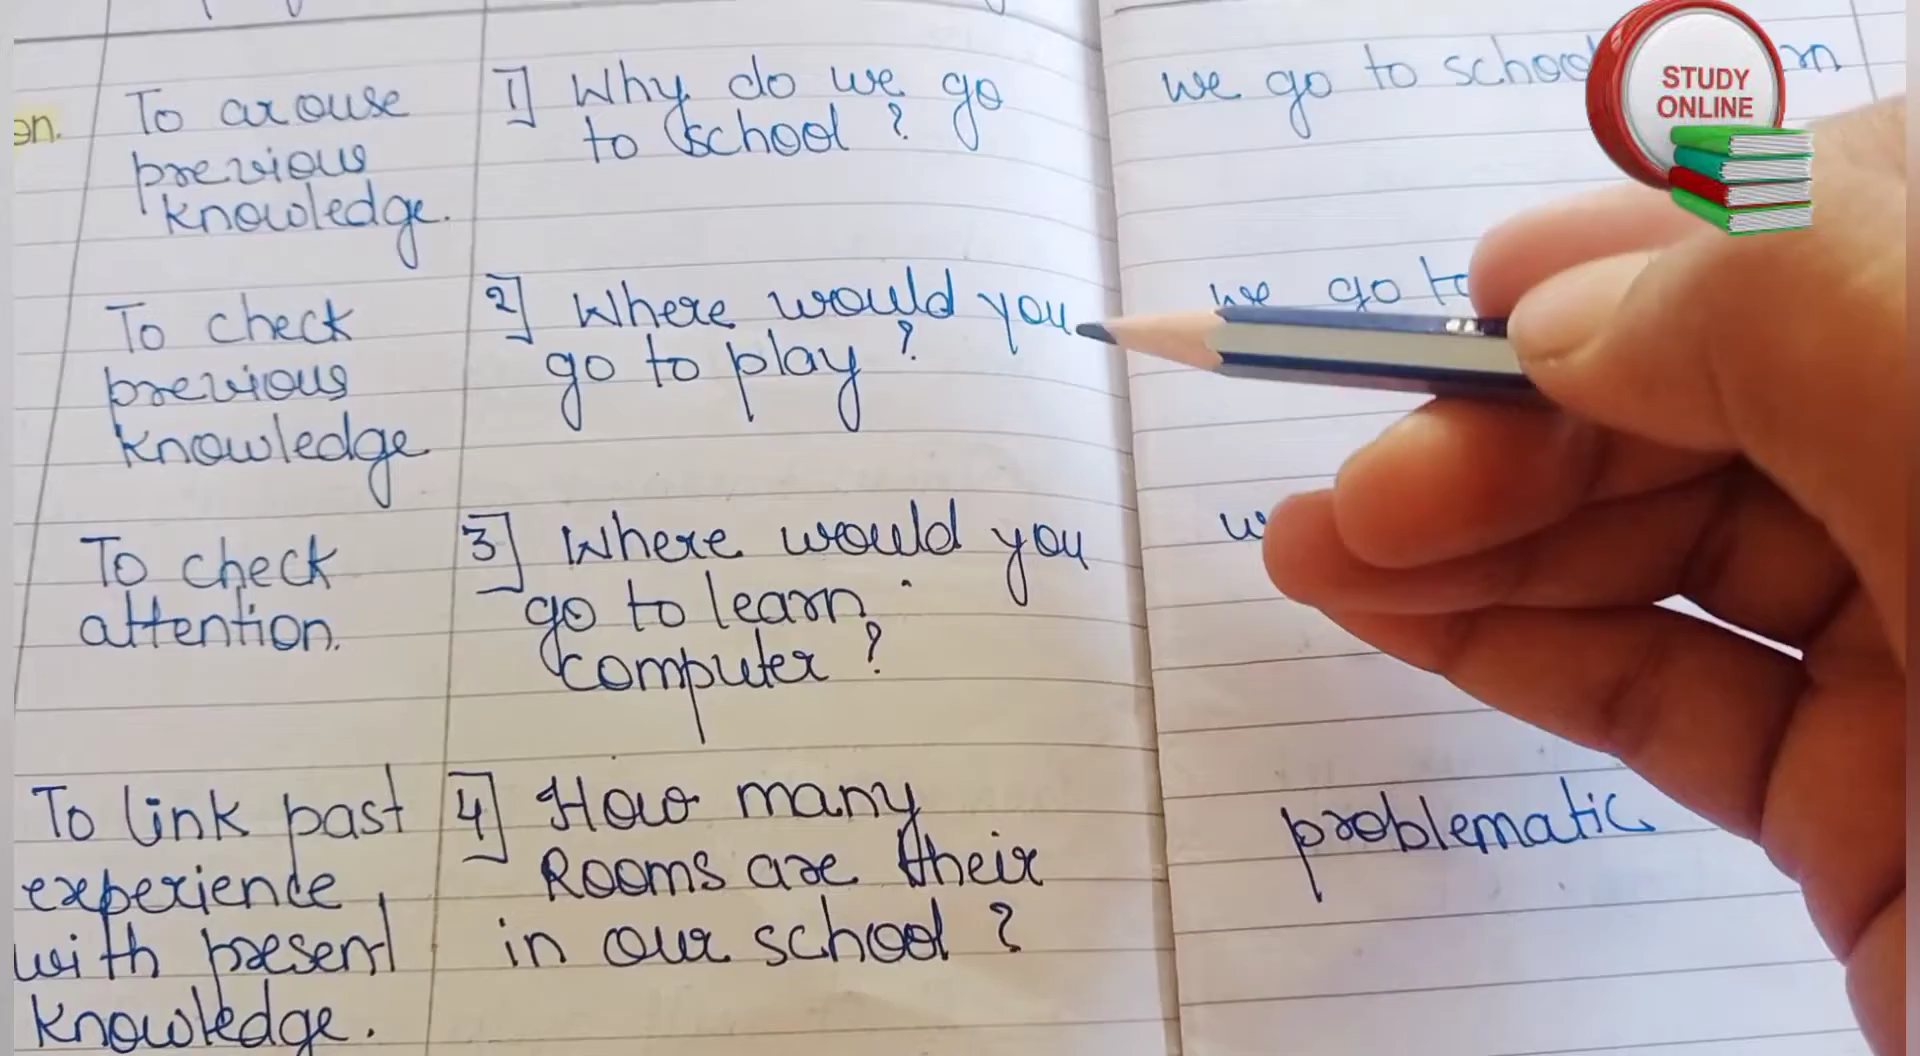 en.
To arouse
previous
knowledge.
1] Why do we go
to school ?
we go to school
To check
previous
knowledge
2] Where would you
go to play ?
we go to
To check
attention.
3] Where would you
go to learn
computer ?
To link past
experience
with present
knowledge.
4] How many
Rooms are their
in our school ?
problematic
STUDY
ONLINE